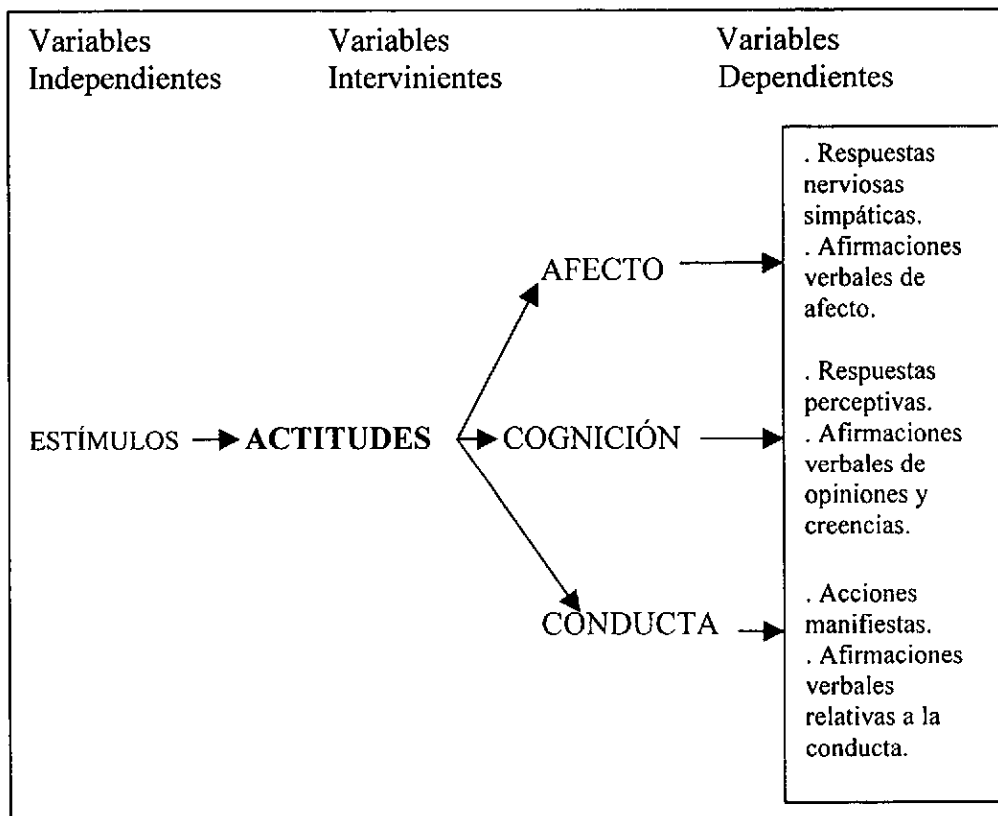 Variables
Independientes
Variables
Intervinientes
Variables
Dependientes
ESTÍMULOS
ACTITUDES
AFECTO
COGNICIÓN
CONDUCTA
. Respuestas
nerviosas
simpáticas.
. Afirmaciones
verbales de
afecto.
. Respuestas
perceptivas.
. Afirmaciones
verbales de
opiniones y
creencias.
. Acciones
manifiestas.
. Afirmaciones
verbales
relativas a la
conducta.